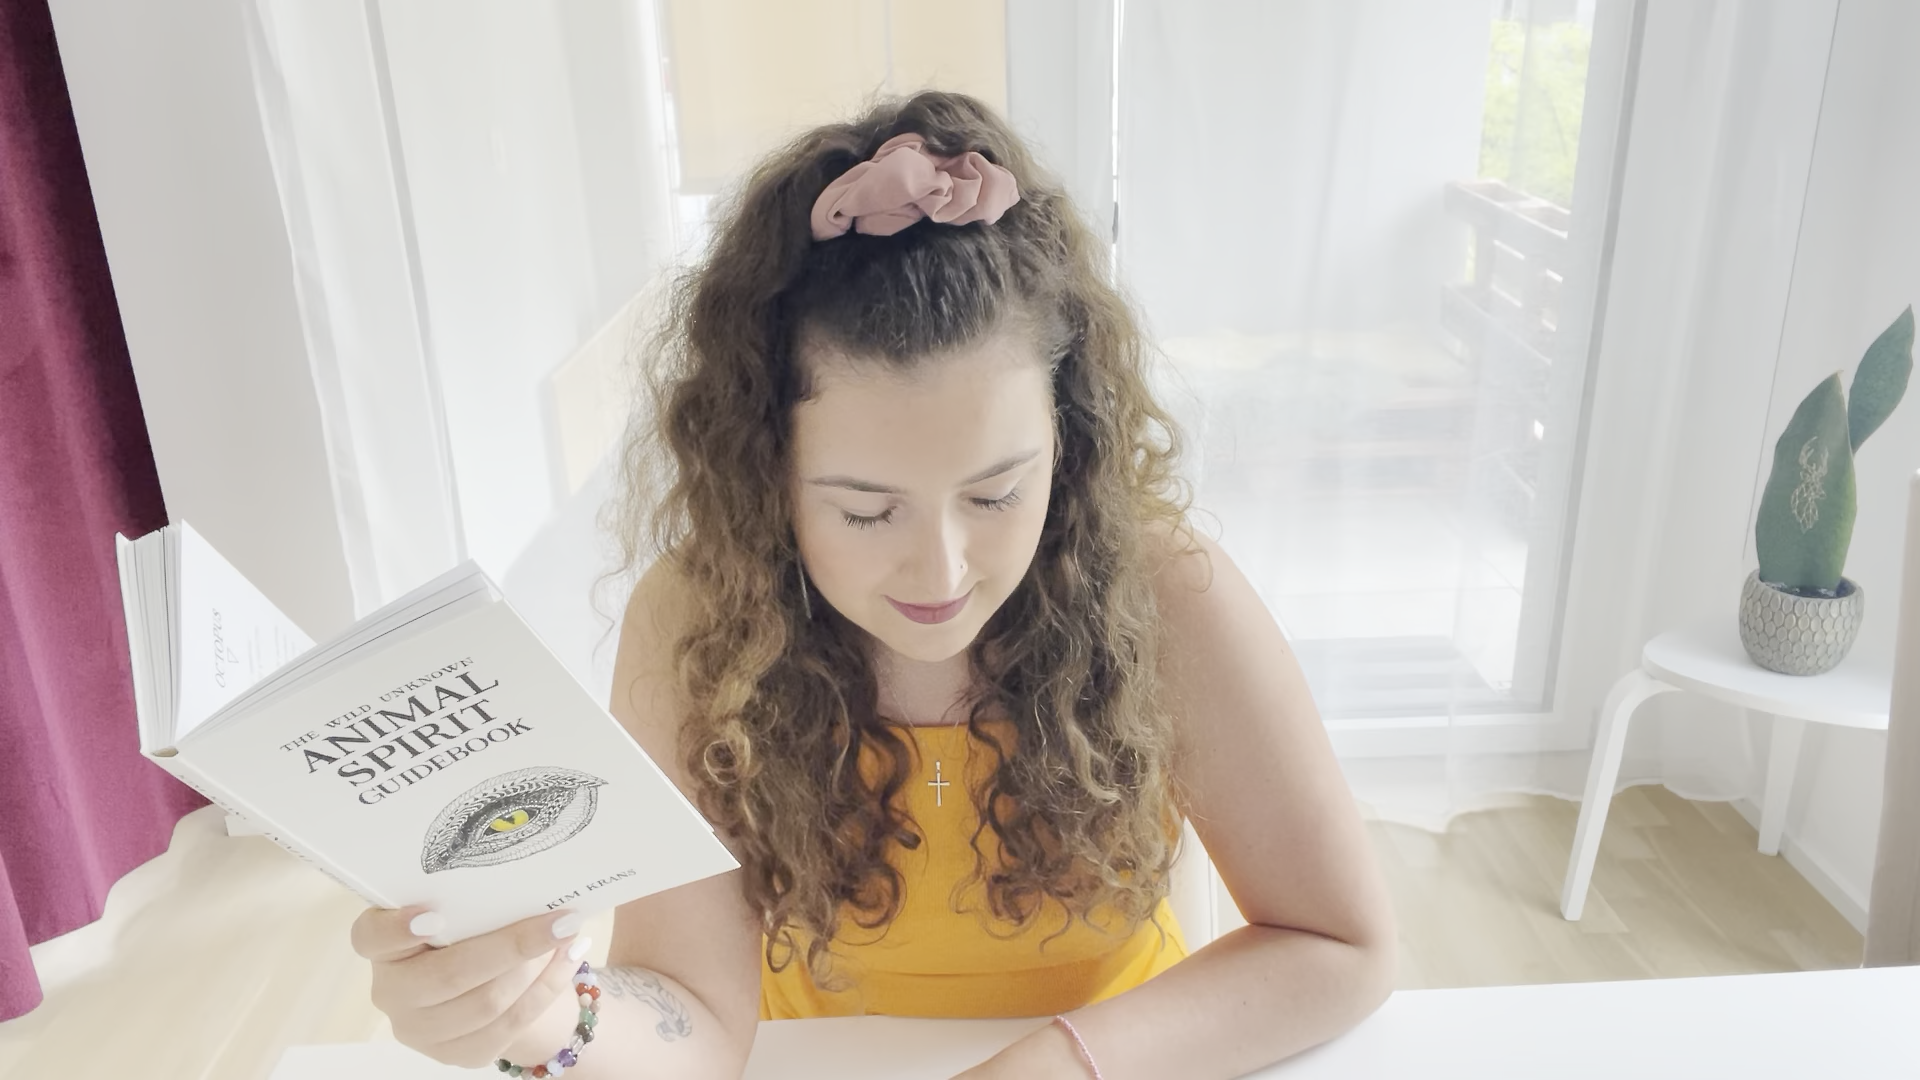 THE WILD UNKNOWN
ANIMAL
SPIRIT
GUIDEBOOK
KIM KRANS
OCTOPUS